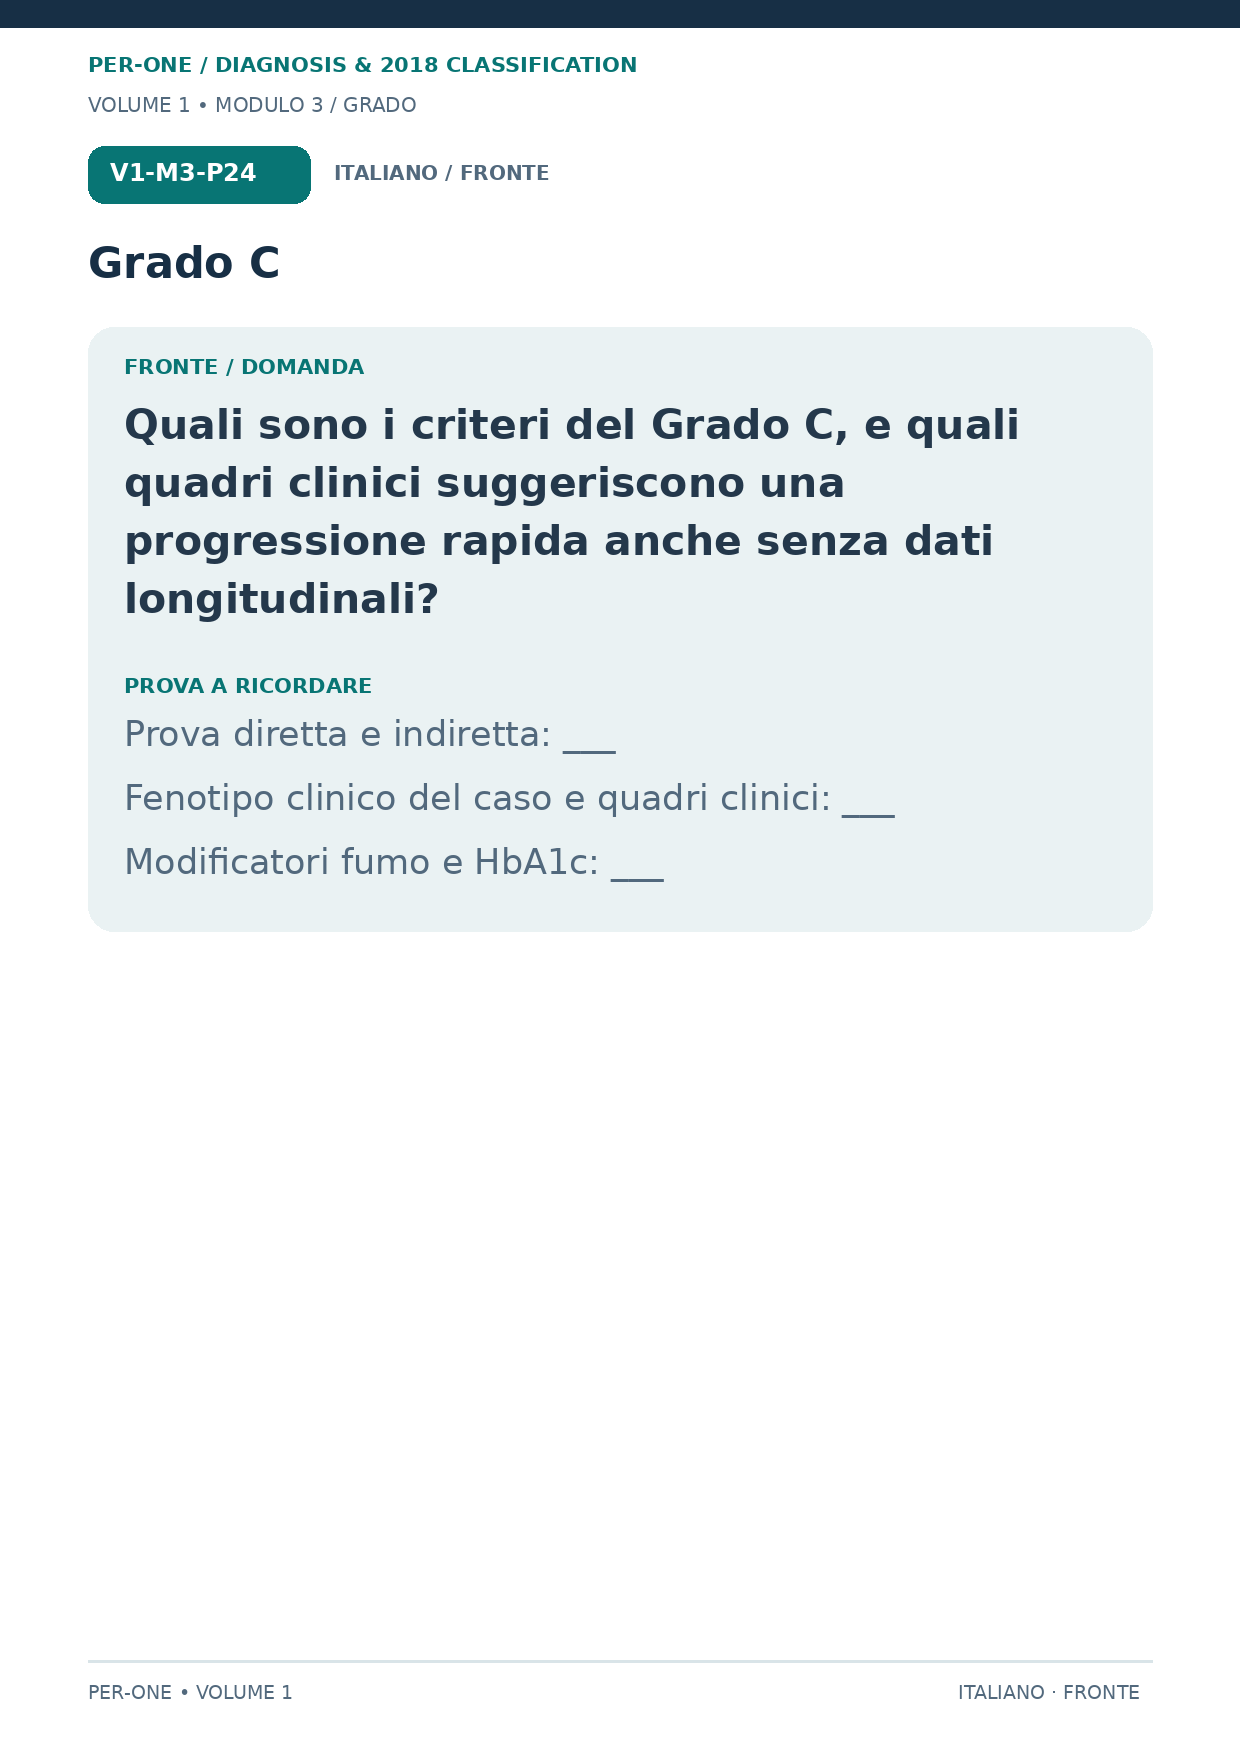 PER-ONE / DIAGNOSIS & 2018 CLASSIFICATION
VOLUME 1 • MODULO 3 / GRADO
V1-M3-P24
ITALIANO / FRONTE
Grado C
FRONTE / DOMANDA
Quali sono i criteri del Grado C, e quali
quadri clinici suggeriscono una
progressione rapida anche senza dati
longitudinali?
PROVA A RICORDARE
Prova diretta e indiretta: ___
Fenotipo clinico del caso e quadri clinici: ___
Modificatori fumo e HbA1c: ___
PER-ONE • VOLUME 1
ITALIANO · FRONTE